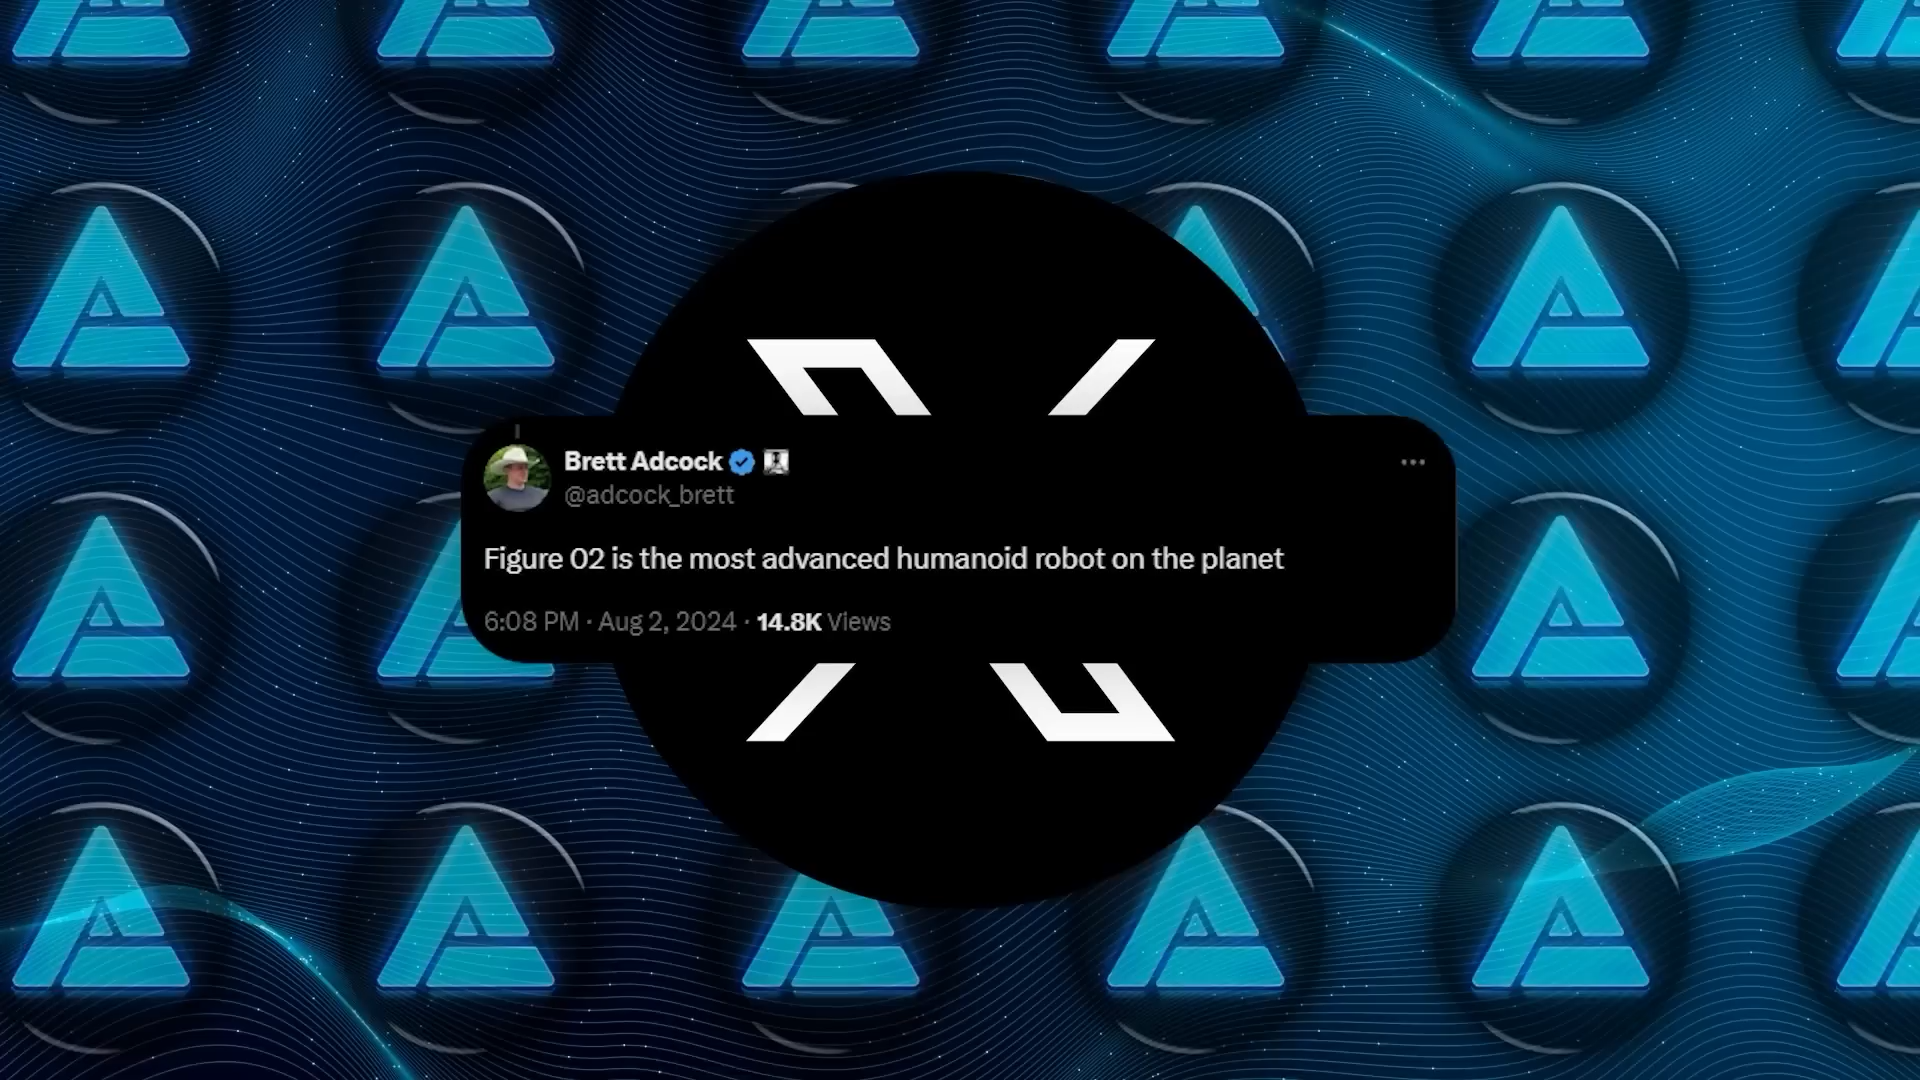 Brett Adcock
@adcock_brett
Figure 02 is the most advanced humanoid robot on the planet
6:08 PM · Aug 2, 2024 · 14.8K Views